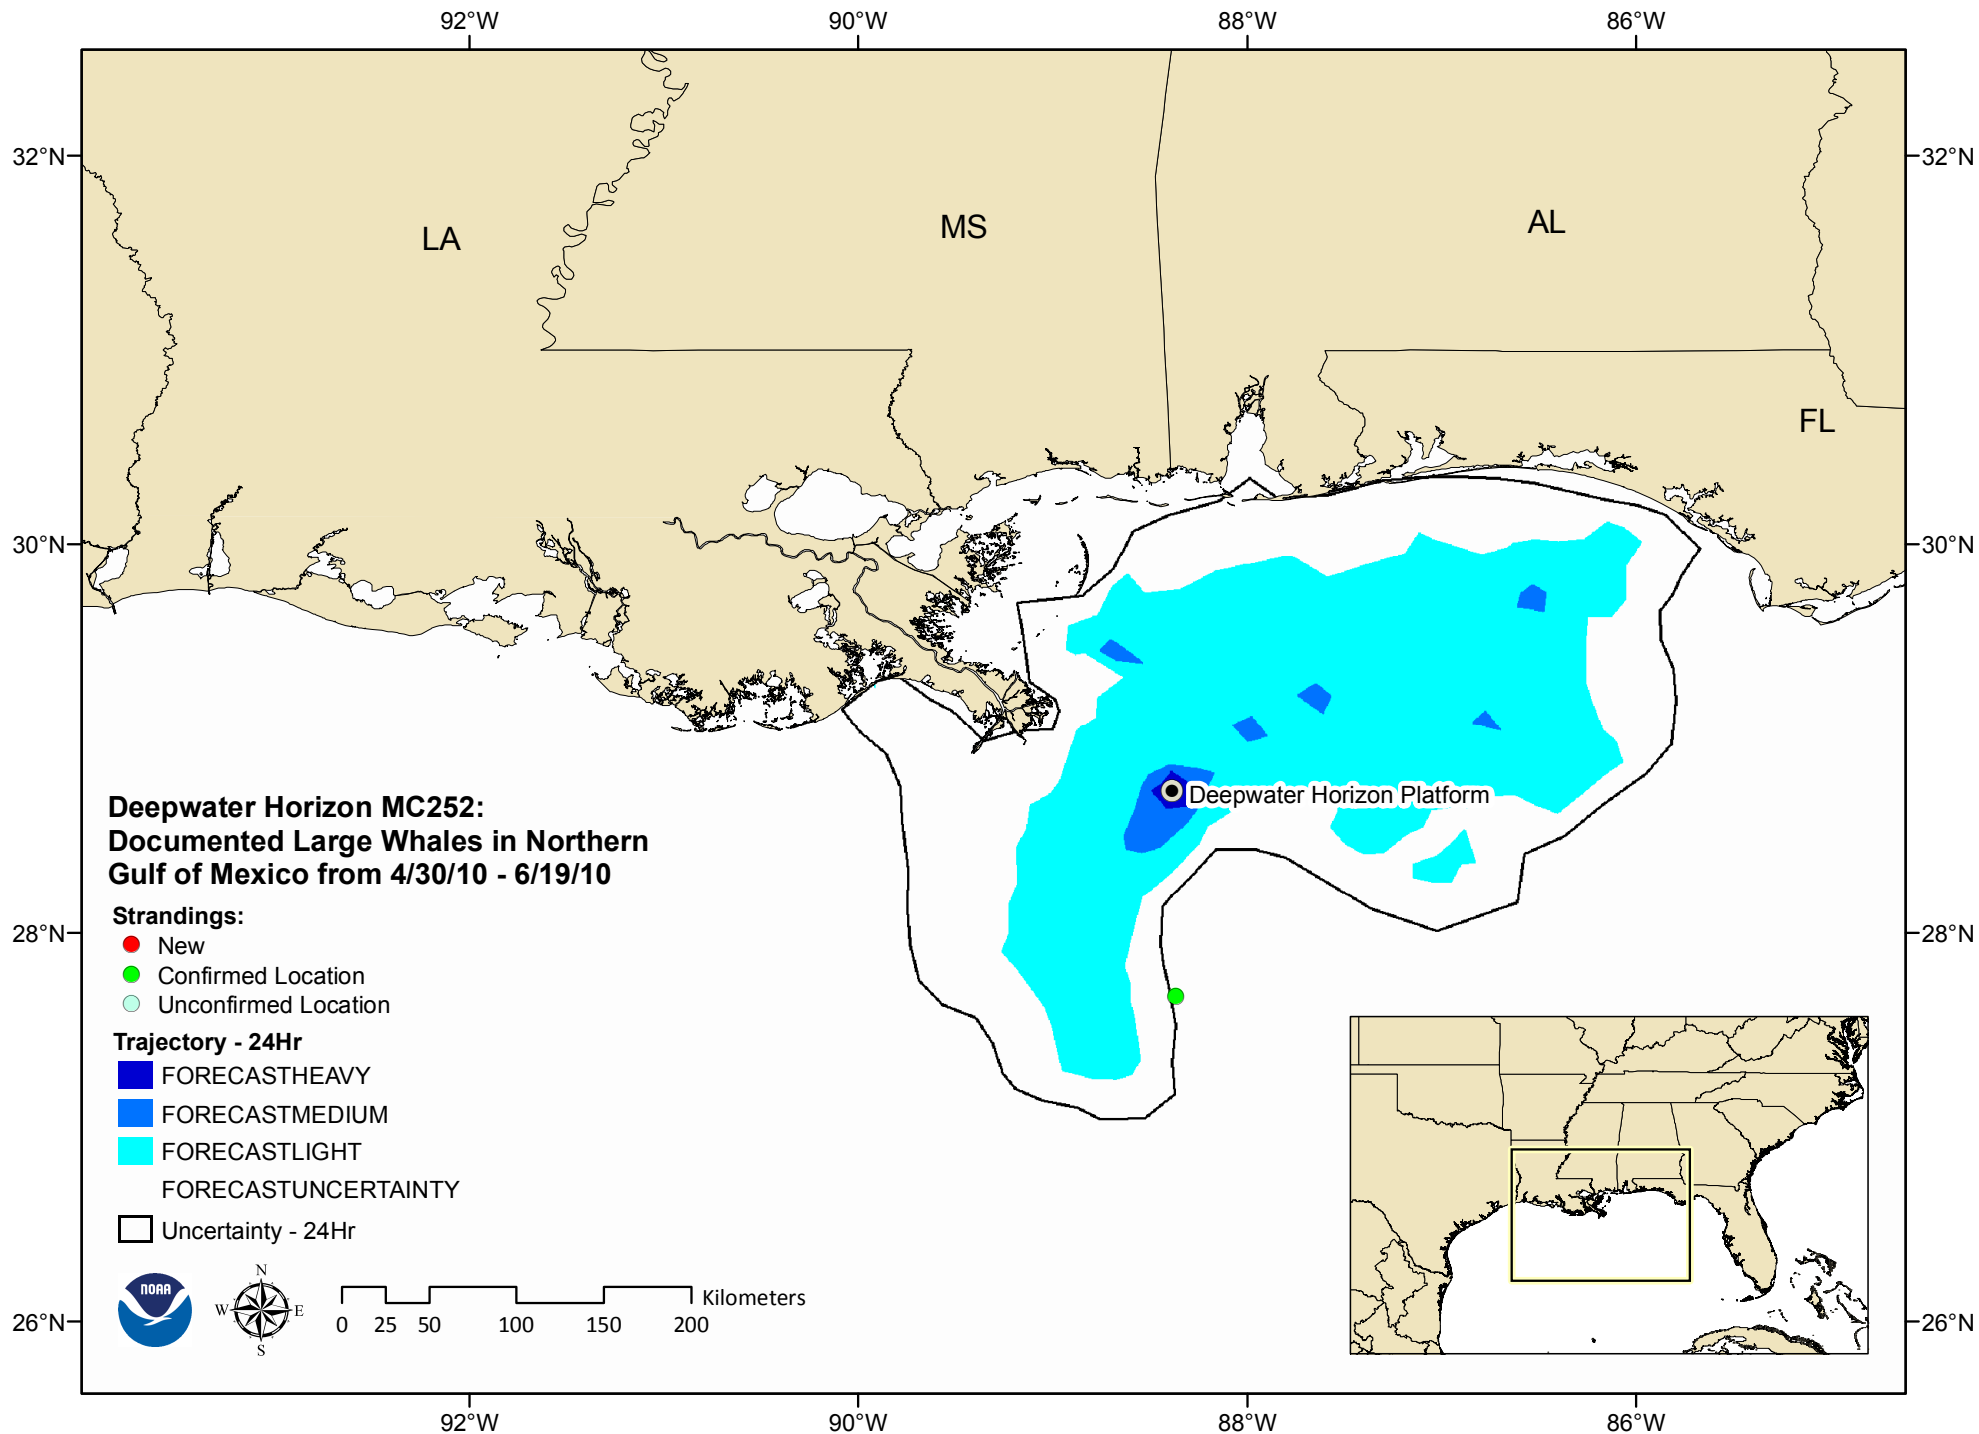 92°W 90°W 88°W 86°W
32°N 32°N
LA MS AL
FL
30°N 30°N
Deepwater Horizon Platform
Deepwater Horizon MC252:
Documented Large Whales in Northern
Gulf of Mexico from 4/30/10 - 6/19/10
Strandings:
28°N 28°N
New
Confirmed Location
Unconfirmed Location
Trajectory - 24Hr
FORECASTHEAVY
FORECASTMEDIUM
FORECASTLIGHT
FORECASTUNCERTAINTY
Uncertainty - 24Hr
NOAA
N
W E
S
Kilometers
0 25 50 100 150 200
26°N 26°N
92°W 90°W 88°W 86°W